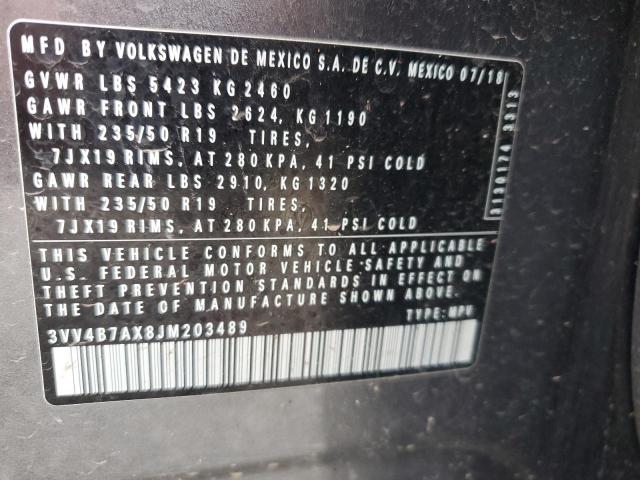 MFD BY VOLKSWAGEN DE MEXICO S.A. DE C.V. MEXICO 07/18
GVWR LBS 5423 KG 2460
GAWR FRONT LBS 2624, KG 1190
WITH 235/50 R19 TIRES,
7JX19 RIMS, AT 280 KPA, 41 PSI COLD
GAWR REAR LBS 2910, KG 1320
WITH 235/50 R19 TIRES,
7JX19 RIMS, AT 280 KPA, 41 PSI COLD
3130124 3313
THIS VEHICLE CONFORMS TO ALL APPLICABLE
U.S. FEDERAL MOTOR VEHICLE SAFETY AND
THEFT PREVENTION STANDARDS IN EFFECT ON
THE DATE OF MANUFACTURE SHOWN ABOVE.
3VV4B7AX8JM203489 TYPE: MPV